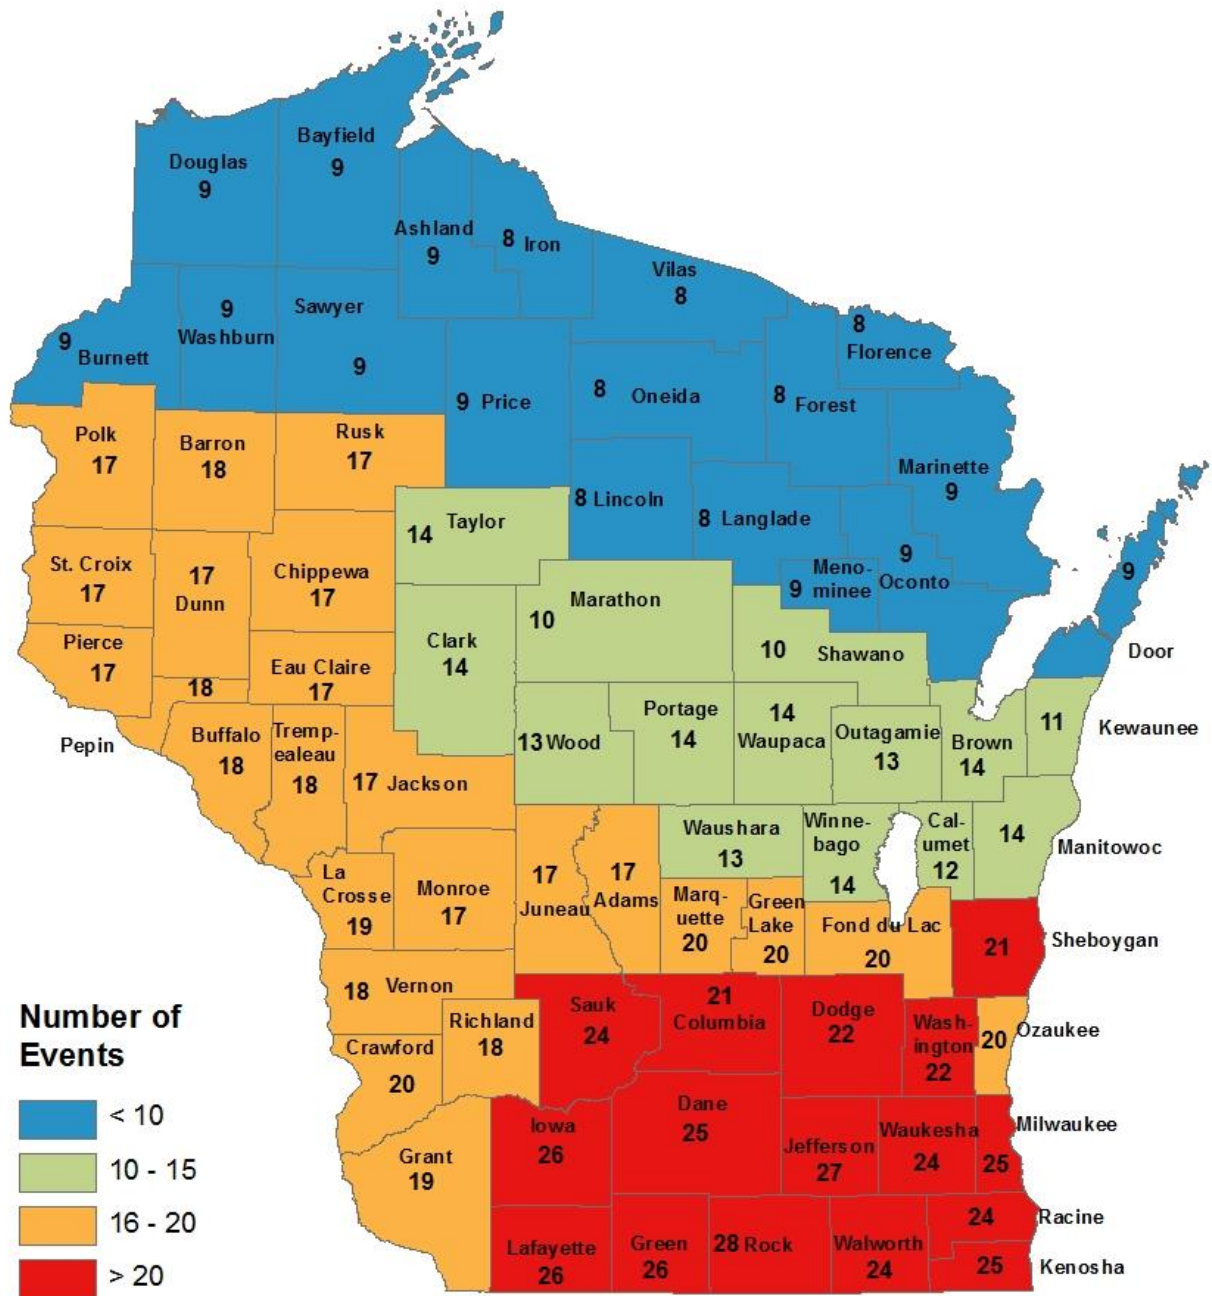 Bayfield
9
Douglas
9
Ashland
9
8 Iron
Vilas
8
9
Washburn
Sawyer
9
9
Burnett
8
Florence
9 Price
8 Oneida
8 Forest
Polk
17
Barron
18
Rusk
17
Marinette
9
8 Lincoln
8 Langlade
14 Taylor
9
Oconto
9
Meno-
minee
9
Door
St. Croix
17
17
Dunn
Chippewa
17
Marathon
10
Clark
14
10 Shawano
Pierce
17
Eau Claire
17
18
Pepin
Buffalo
18
Tremp-
ealeau
18
17 Jackson
13 Wood
Portage
14
14
Waupaca
Outagamie
13
Brown
14
11
Kewaunee
Waushara
13
Winne-
bago
14
Cal-
umet
12
14
Manitowoc
La
Crosse
19
Monroe
17
17
Juneau
17
Adams
Marq-
uette
20
Green
Lake
20
Fond du Lac
20
21
Sheboygan
18 Vernon
Richland
18
Sauk
24
21
Columbia
Dodge
22
Wash-
ington
22
20
Ozaukee
Crawford
20
Grant
19
Iowa
26
Dane
25
Jefferson
27
Waukesha
24
25
Milwaukee
Lafayette
26
Green
26
28 Rock
Walworth
24
24
Racine
25
Kenosha
Number of
Events
< 10
10 - 15
16 - 20
> 20